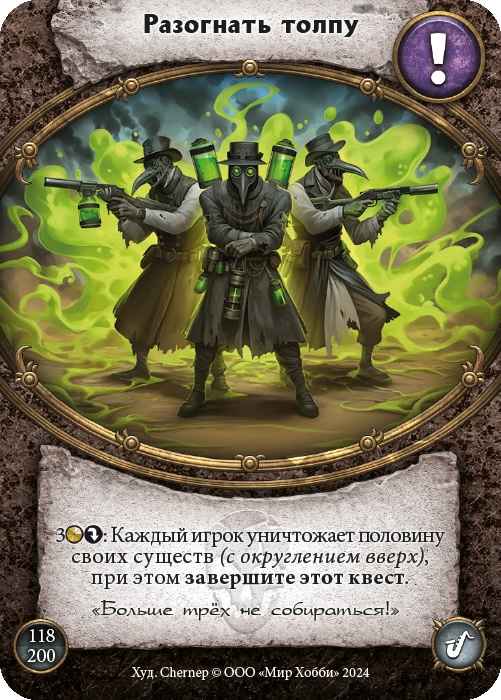 Разогнать толпу
!
3: Каждый игрок уничтожает половину
своих существ (с округлением вверх),
при этом завершите этот квест.
«Больше трёх не собираться!»
118
200
Худ. Chernep © ООО «Мир Хобби» 2024